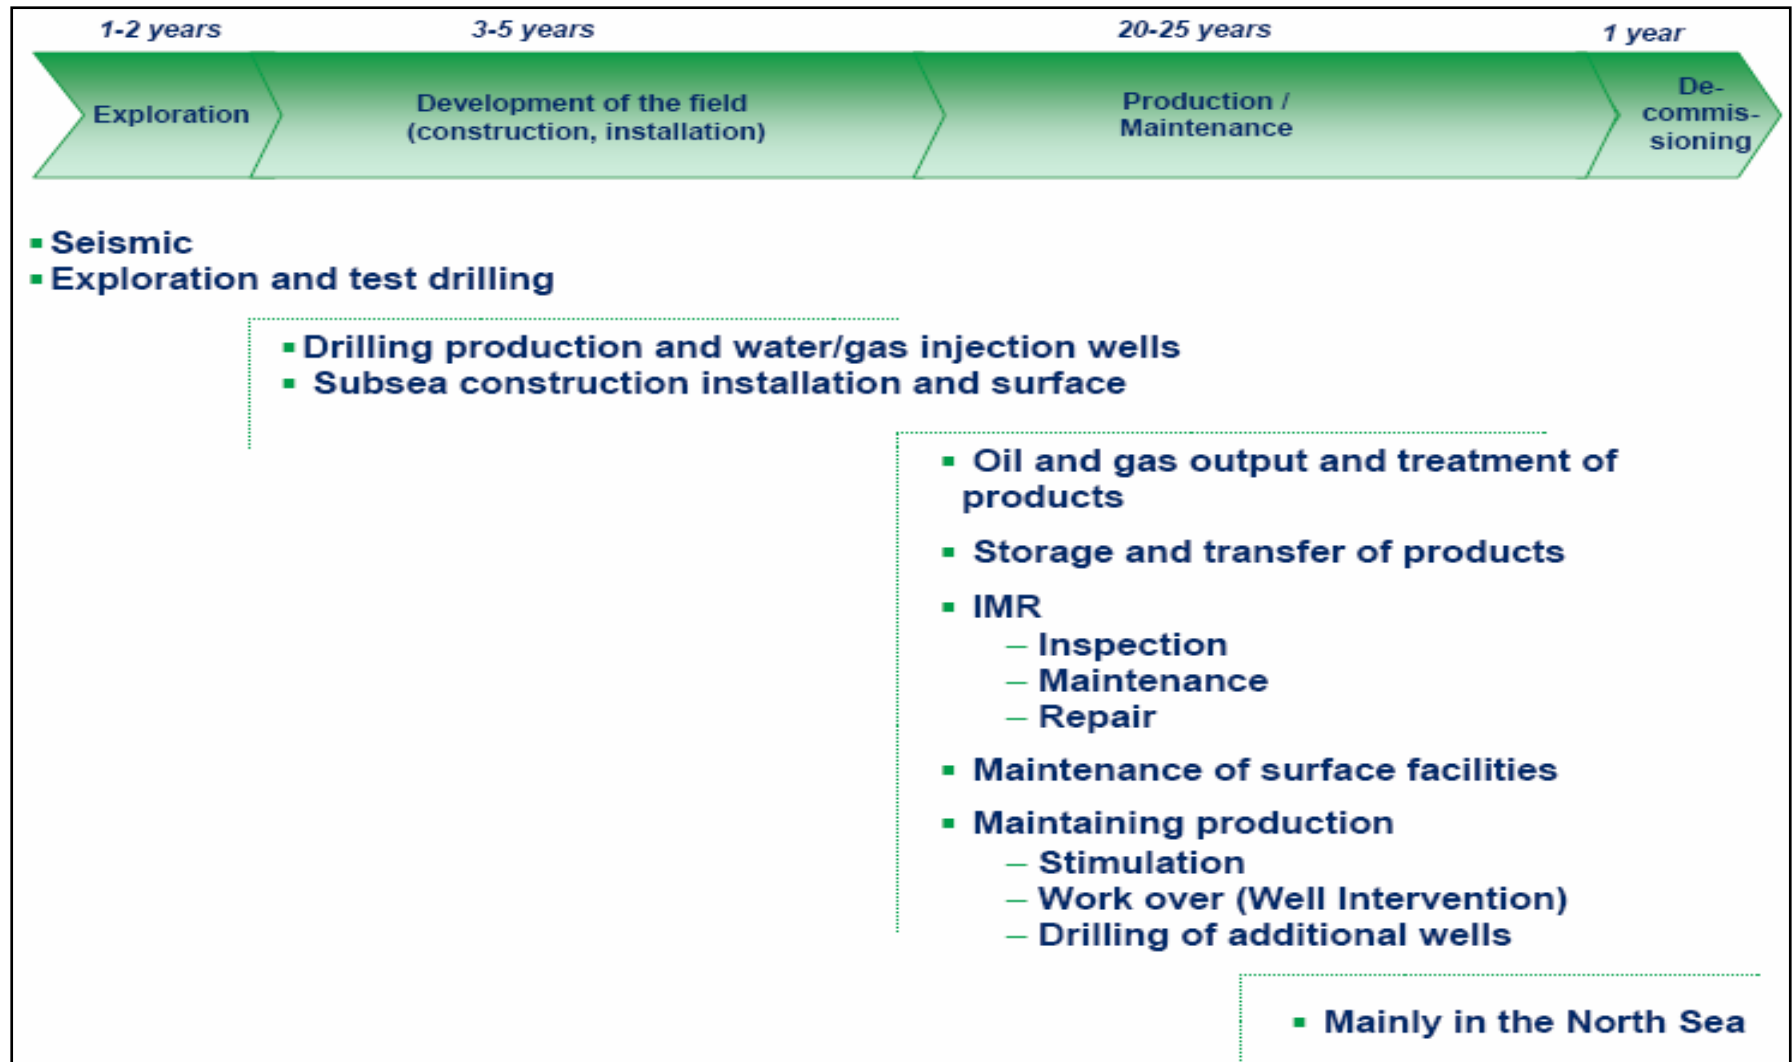 1-2 years
3-5 years
20-25 years
1 year
Exploration
Development of the field
(construction, installation)
Production /
Maintenance
De-
commis-
sioning
▪ Seismic
▪ Exploration and test drilling
▪ Drilling production and water/gas injection wells
▪ Subsea construction installation and surface
▪ Oil and gas output and treatment of
products
▪ Storage and transfer of products
▪ IMR
– Inspection
– Maintenance
– Repair
▪ Maintenance of surface facilities
▪ Maintaining production
– Stimulation
– Work over (Well Intervention)
– Drilling of additional wells
▪ Mainly in the North Sea